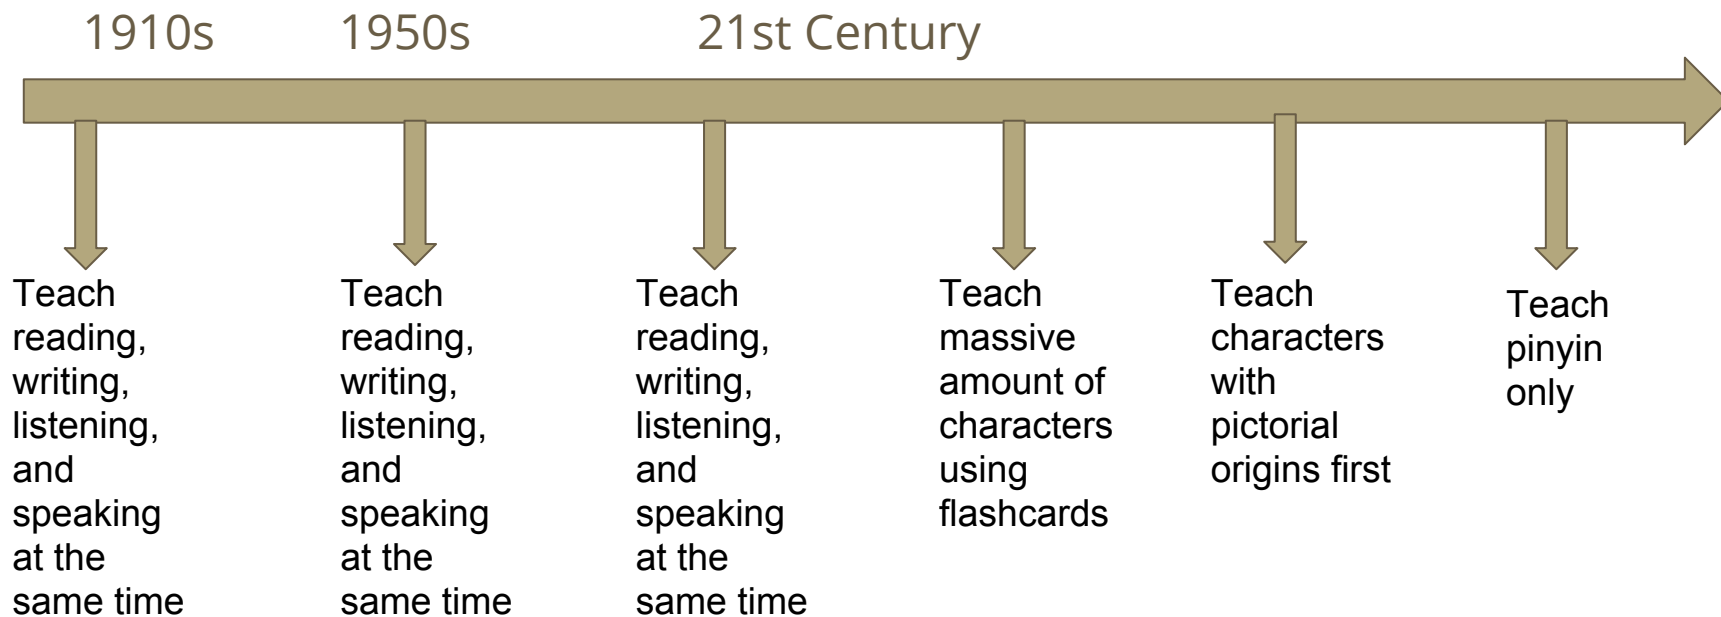 1910s
1950s
21st Century
Teach
reading,
writing,
listening,
and
speaking
at the
same time
Teach
reading,
writing,
listening,
and
speaking
at the
same time
Teach
reading,
writing,
listening,
and
speaking
at the
same time
Teach
massive
amount of
characters
using
flashcards
Teach
characters
with
pictorial
origins first
Teach
pinyin
only